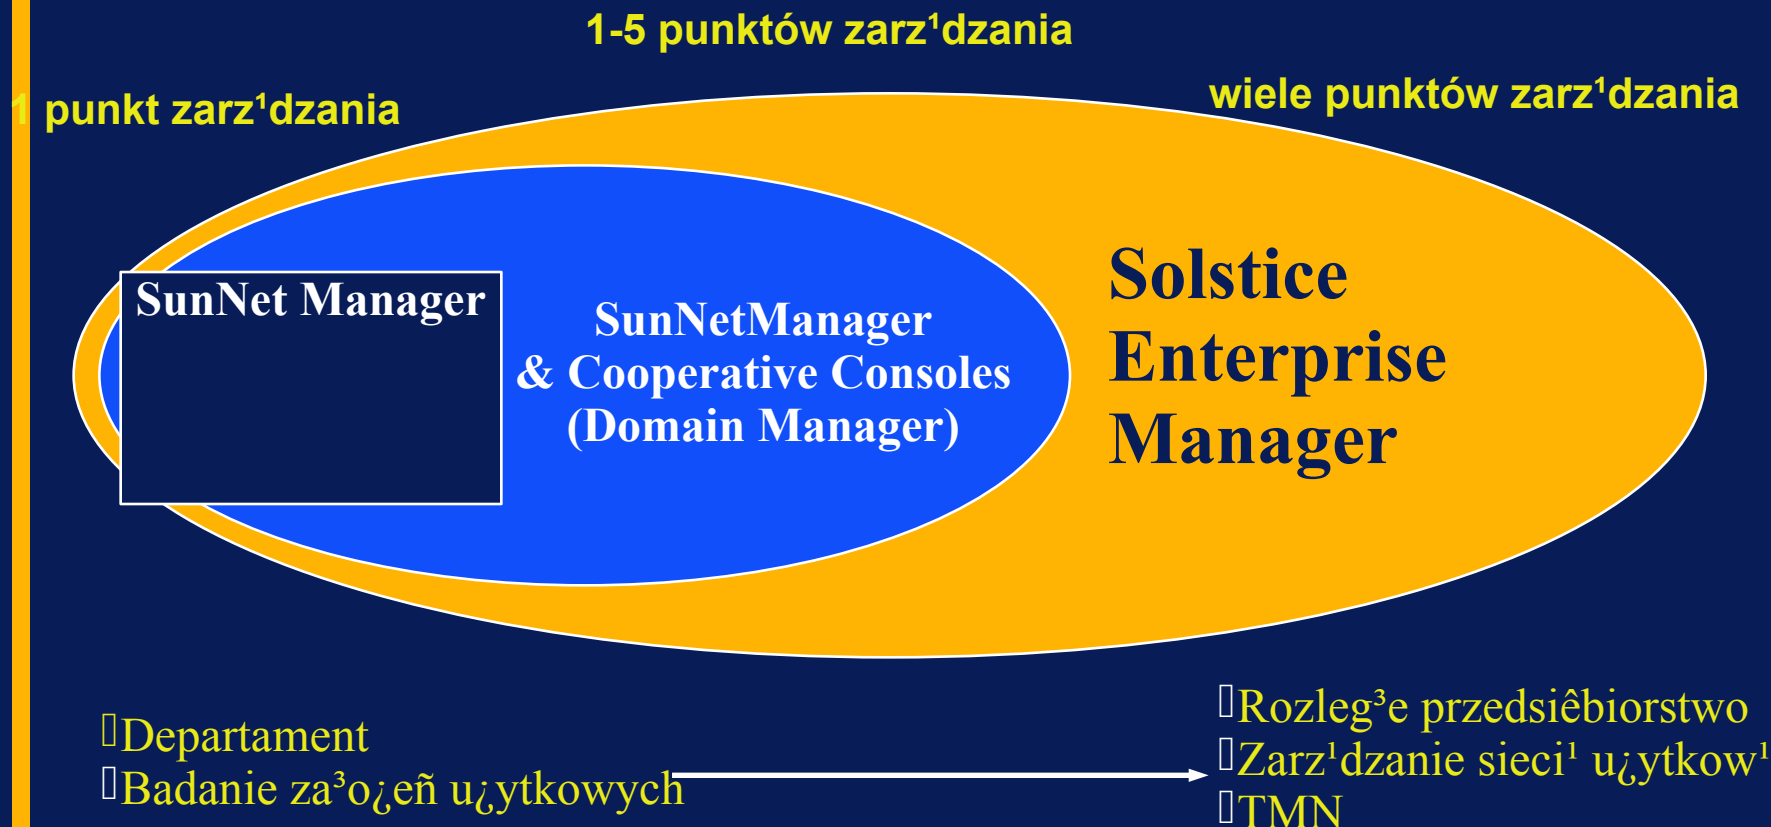 1-5 punktów zarz¹dzania
1 punkt zarz¹dzania
wiele punktów zarz¹dzania
SunNet Manager
SunNetManager
& Cooperative Consoles
(Domain Manager)
Solstice
Enterprise
Manager
Departament
Badanie za³o¿eñ u¿ytkowych
Rozleg³e przedsiêbiorstwo
Zarz¹dzanie sieci¹ u¿ytkow¹
TMN